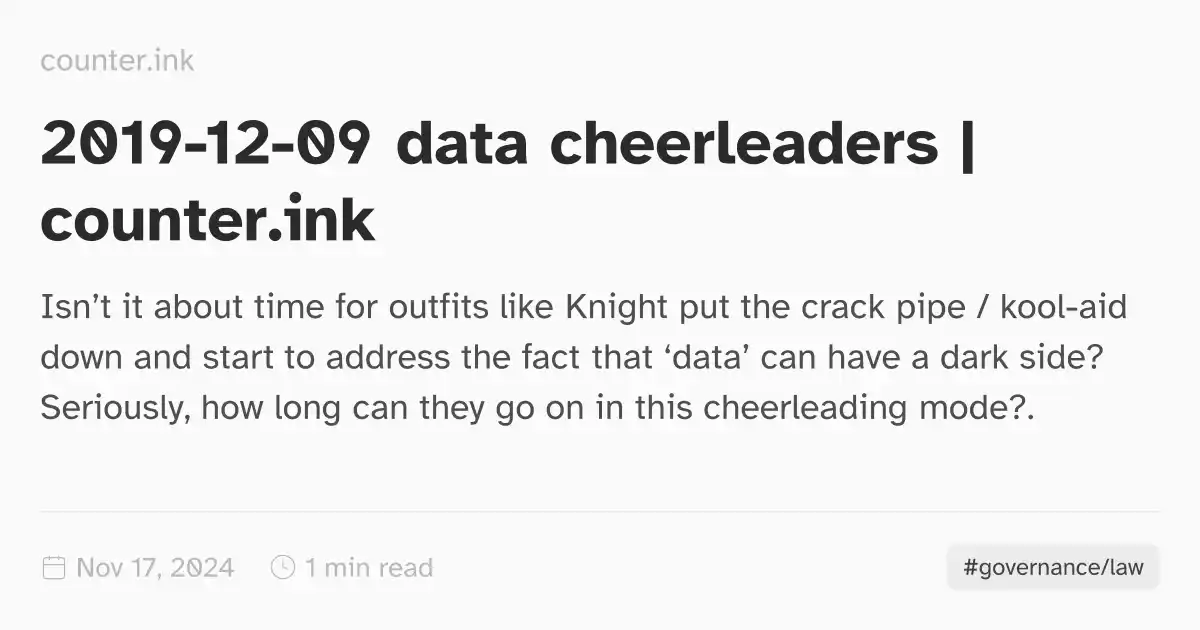 counter.ink
2019-12-09 data cheerleaders |
counter.ink
Isn’t it about time for outfits like Knight put the crack pipe / kool-aid
down and start to address the fact that ‘data’ can have a dark side?
Seriously, how long can they go on in this cheerleading mode?.
Nov 17, 2024 1 min read #governance/law